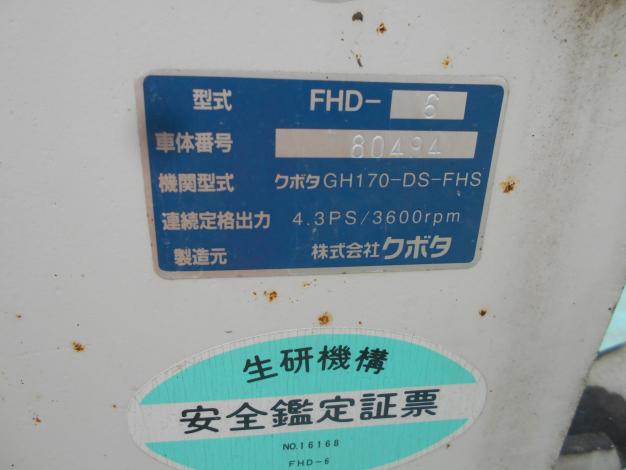 型式 FHD- 6
車体番号 80494
機関型式 クボタGH170-DS-FHS
連続定格出力 4.3PS/3600rpm
製造元 株式会社クボタ
生研機構
安全鑑定証票
NO.16168
FHD-6